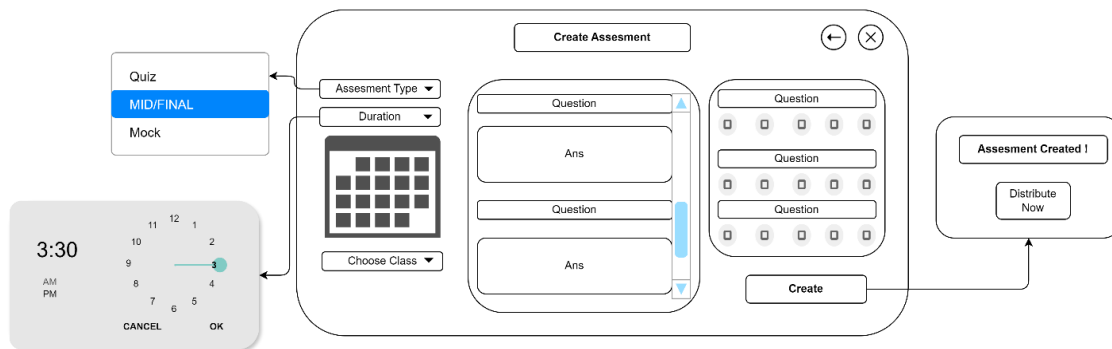 Create Assesment
Quiz
MID/FINAL
Mock
Assesment Type
Duration
Choose Class
3:30
AM
PM
12
1
2
3
4
5
6
7
8
9
10
11
CANCEL
OK
Question
Ans
Question
Ans
Question
Question
Question
Create
Assesment Created !
Distribute
Now